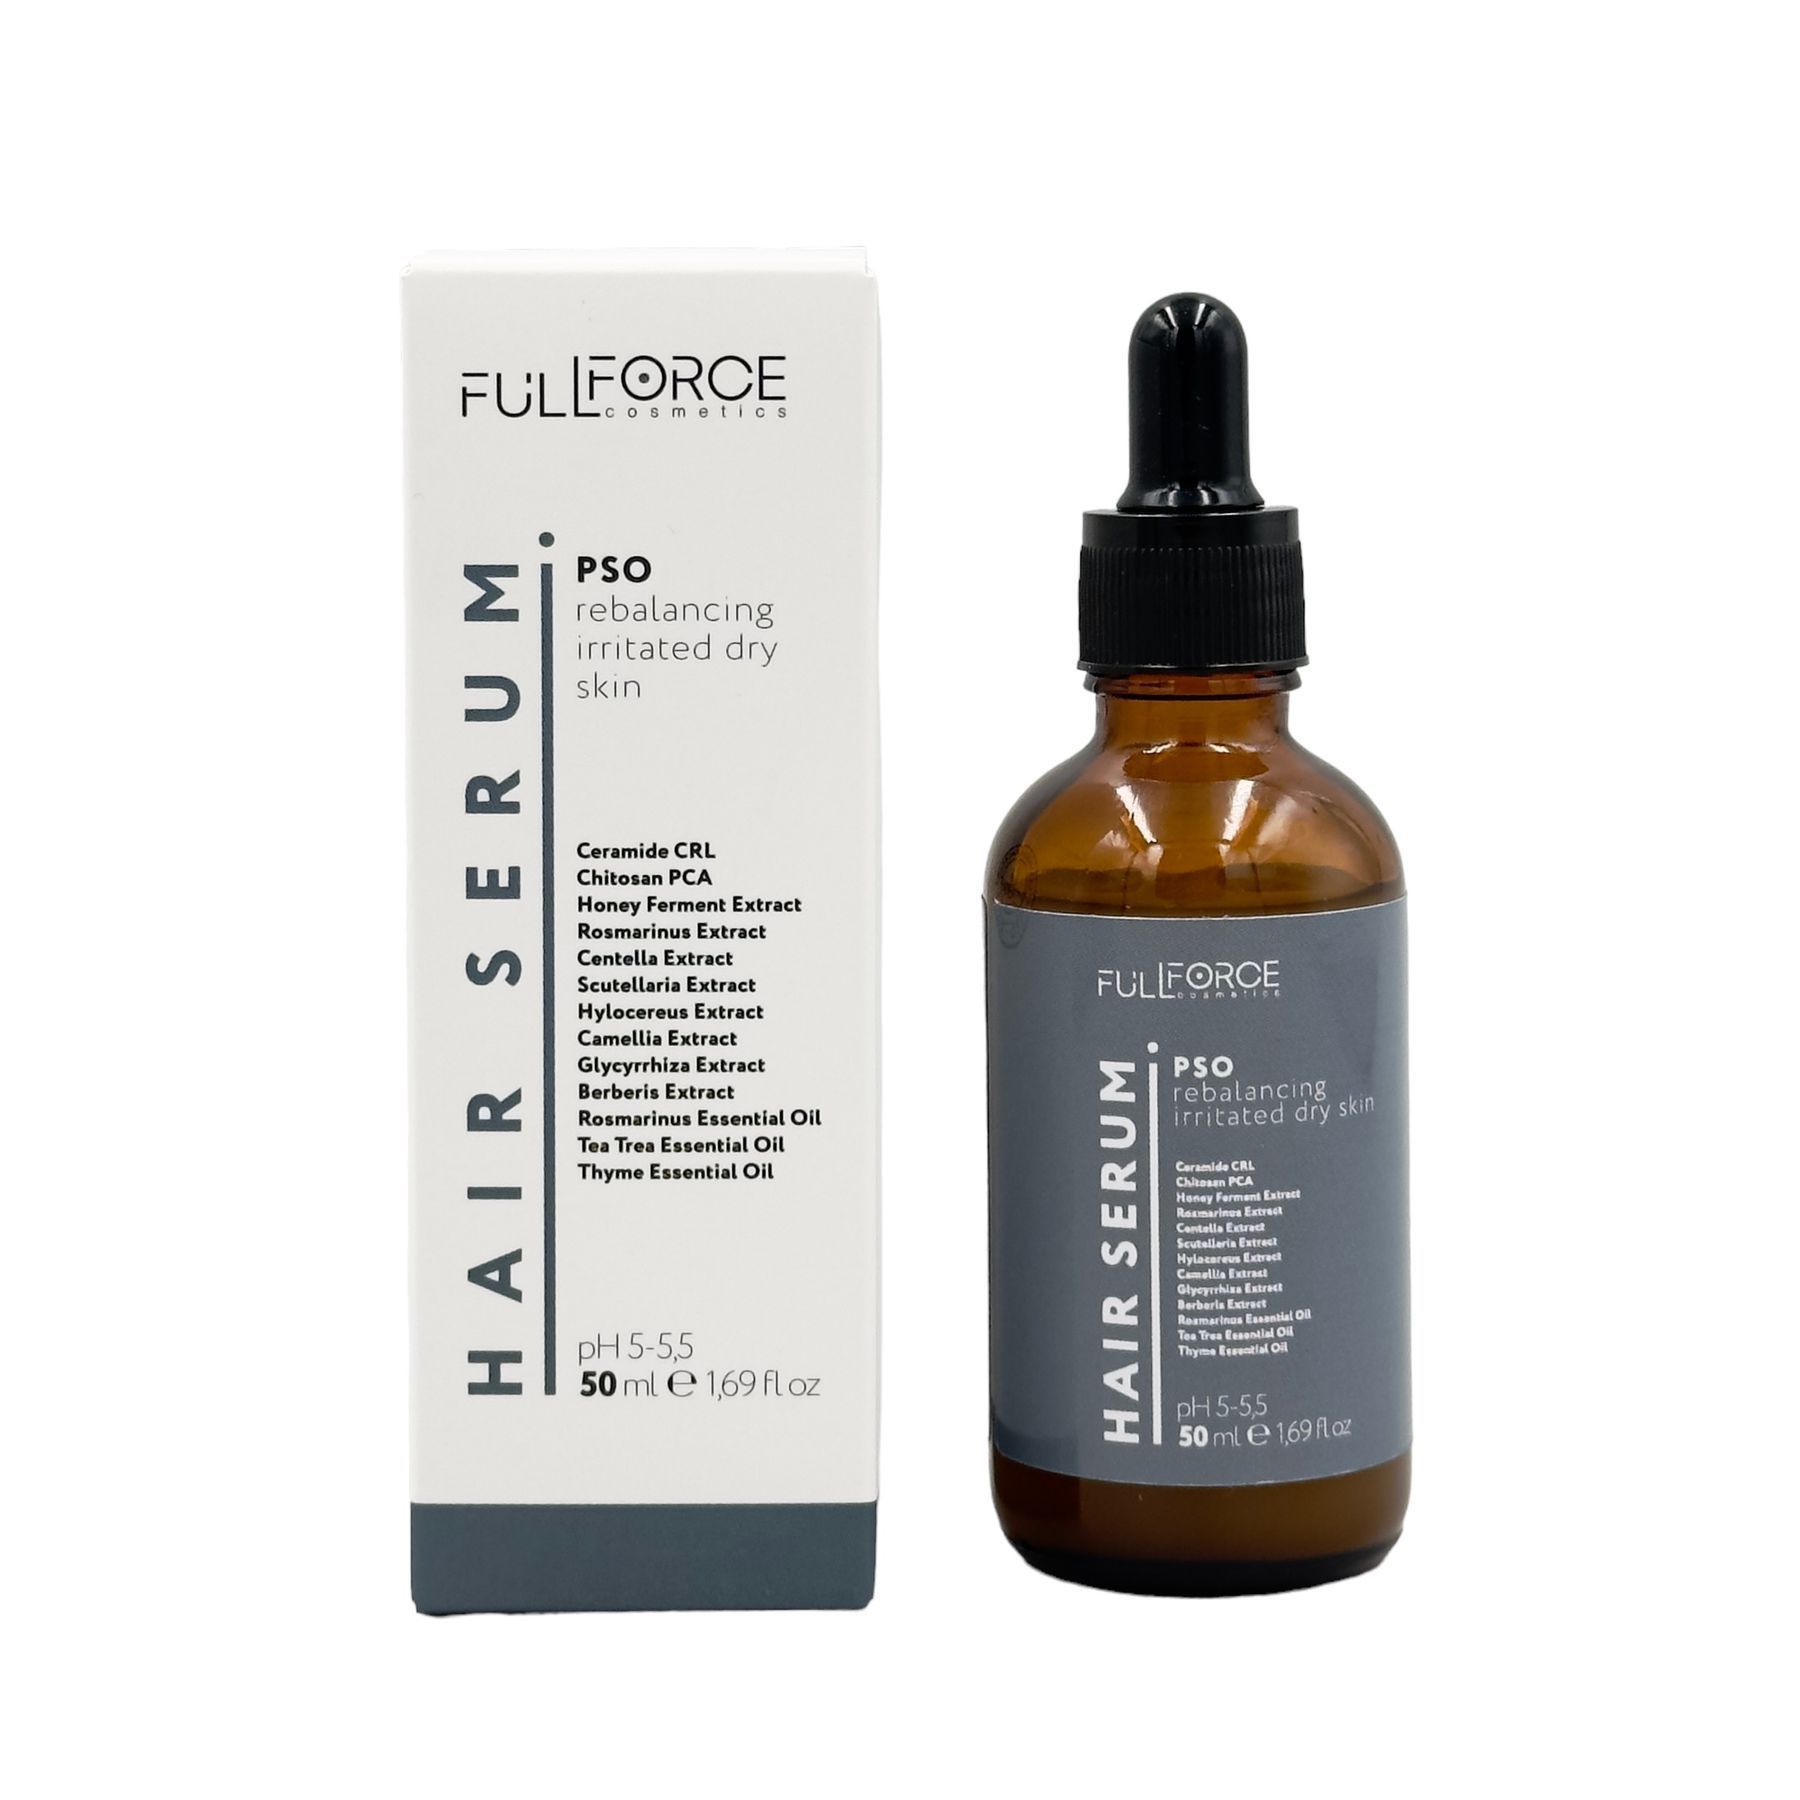 FULLFORCE
cosmetics
HAIR SERUM
PSO
rebalancing
irritated dry
skin
Ceramide CRL
Chitosan PCA
Honey Ferment Extract
Rosmarinus Extract
Centella Extract
Scutellaria Extract
Hylocereus Extract
Camellia Extract
Glycyrrhiza Extract
Berberis Extract
Rosmarinus Essential Oil
Tea Trea Essential Oil
Thyme Essential Oil
pH 5-5,5
50 ml ℮ 1,69 fl oz
FULLFORCE
cosmetics
HAIR SERUM
PSO
rebalancing
irritated dry skin
Ceramide CRL
Chitosan PCA
Honey Ferment Extract
Rosmarinus Extract
Centella Extract
Scutellaria Extract
Hylocereus Extract
Camellia Extract
Glycyrrhiza Extract
Berberis Extract
Rosmarinus Essential Oil
Tea Trea Essential Oil
Thyme Essential Oil
pH 5-5,5
50 ml ℮ 1,69 fl oz